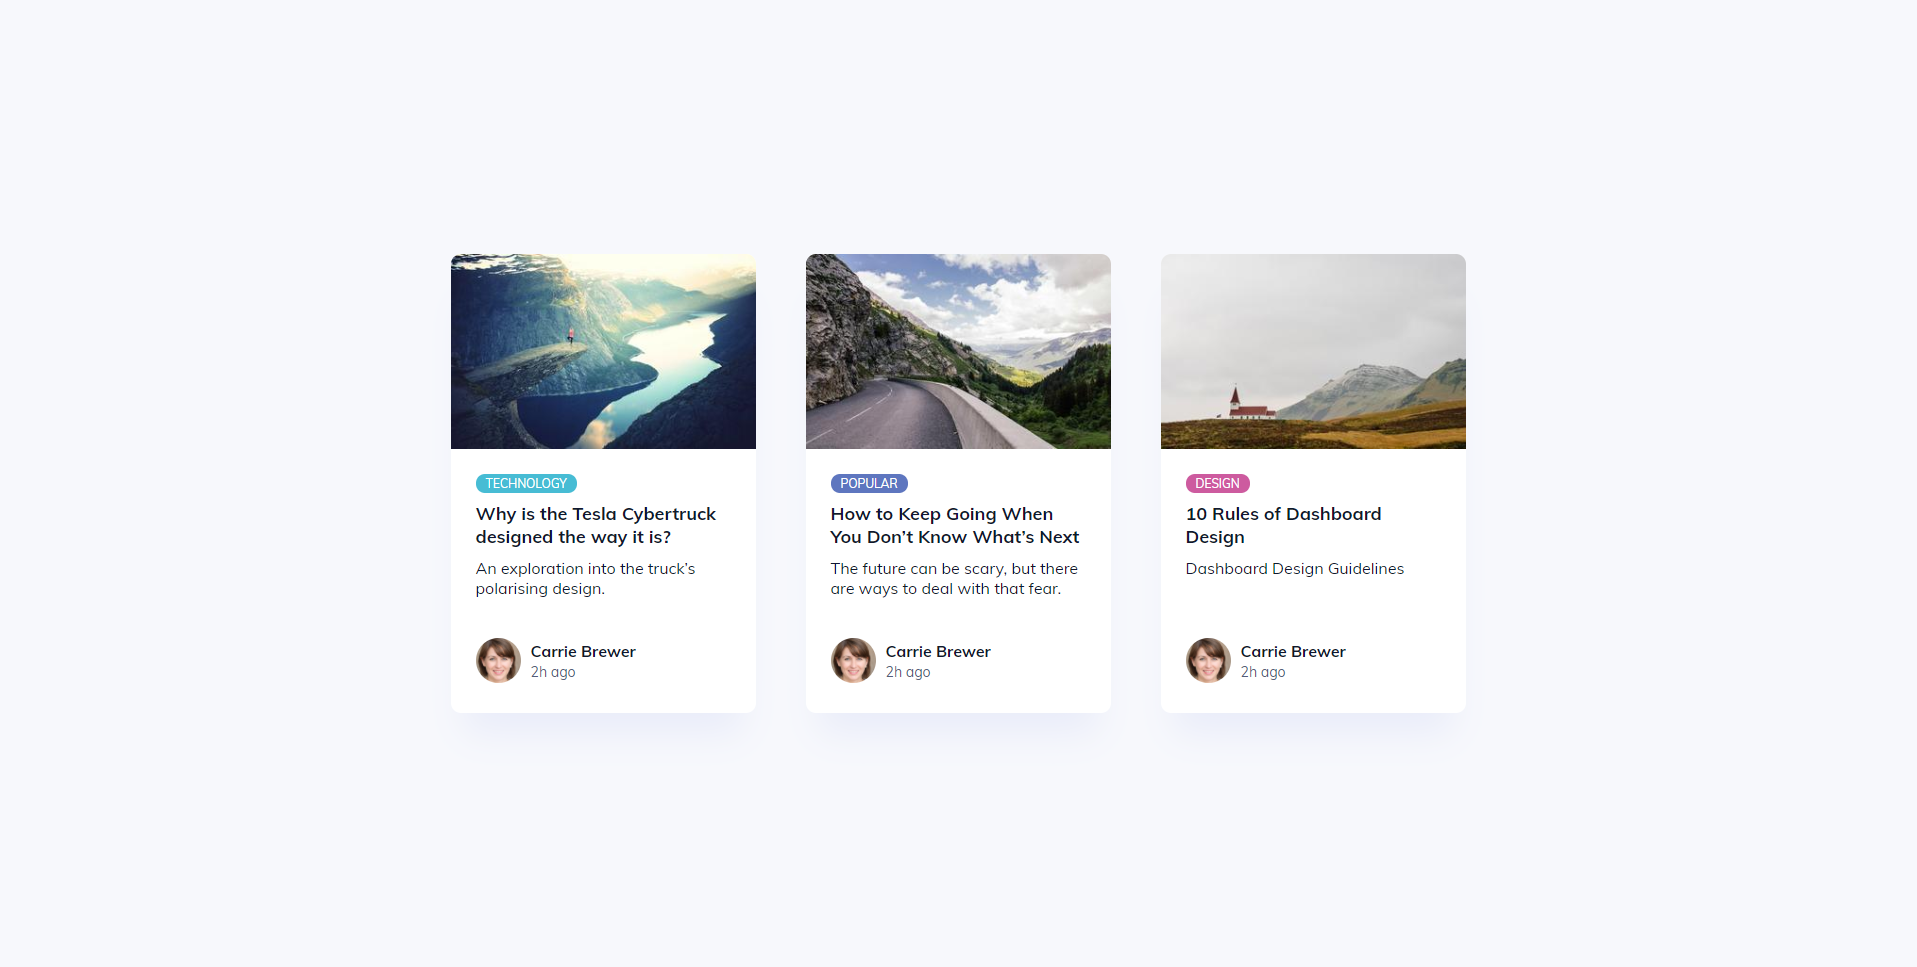 TECHNOLOGY
Why is the Tesla Cybertruck
designed the way it is?
An exploration into the truck’s
polarising design.
Carrie Brewer
2h ago
POPULAR
How to Keep Going When
You Don’t Know What’s Next
The future can be scary, but there
are ways to deal with that fear.
Carrie Brewer
2h ago
DESIGN
10 Rules of Dashboard
Design
Dashboard Design Guidelines
Carrie Brewer
2h ago